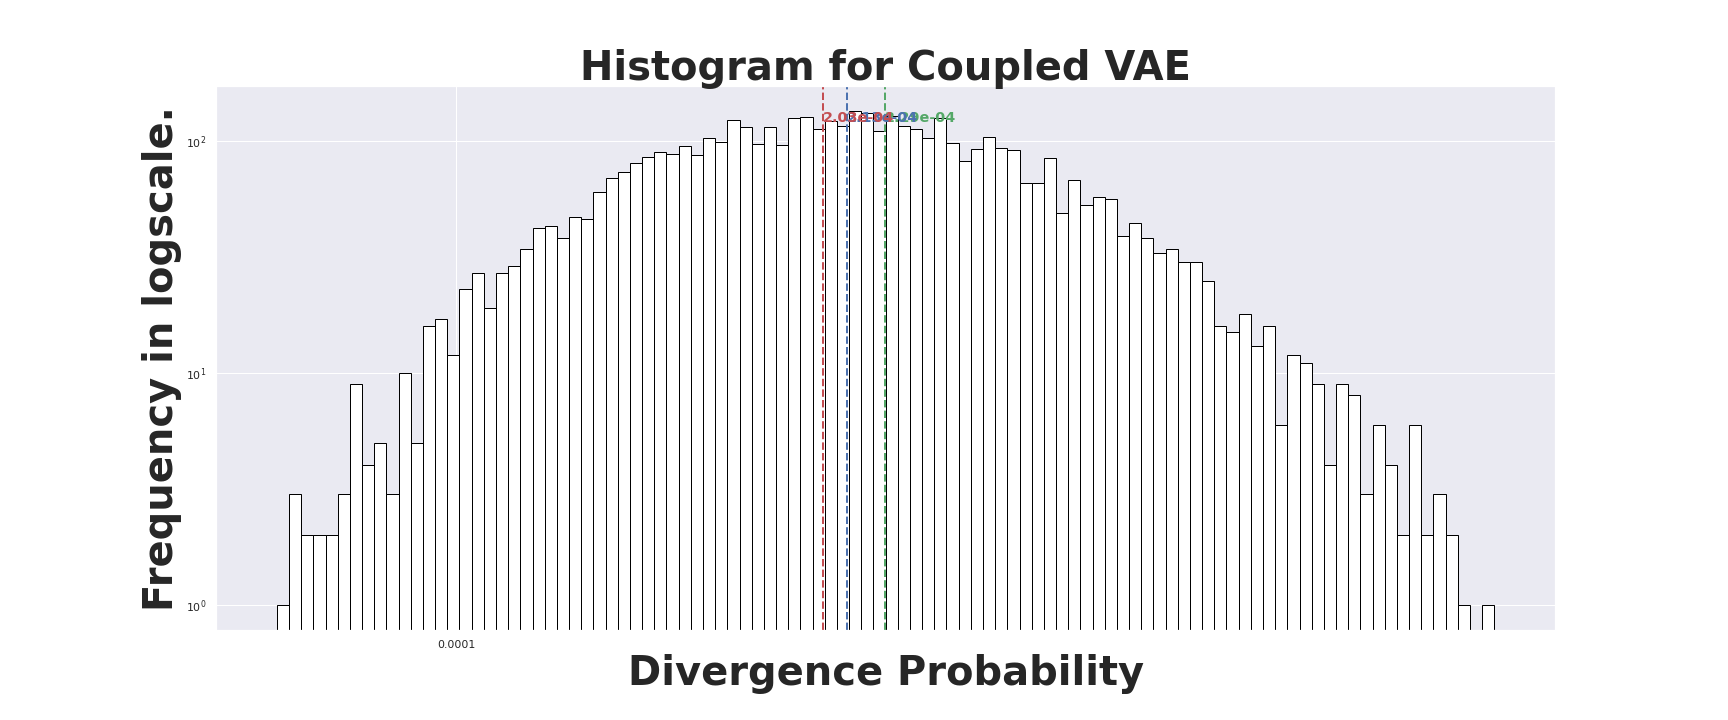 Histogram for Coupled VAE
Frequency in logscale.
10²
10¹
10⁰
0.0001
Divergence Probability